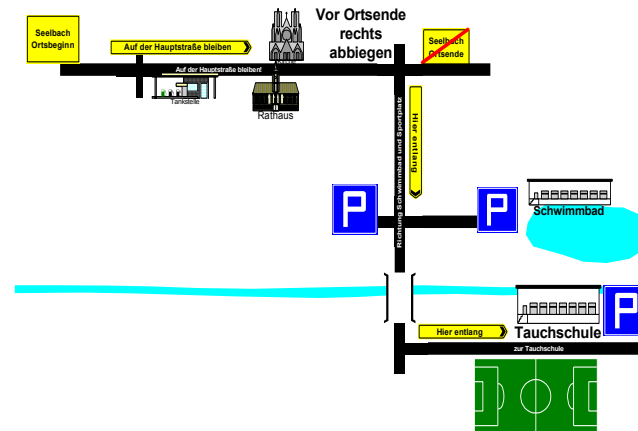 Vor Ortsende
rechts
abbiegen
Seelbach
Ortsbeginn
Auf der Hauptstraße bleiben
Seelbach
Ortsende
Auf der Hauptstraße bleiben!
Tankstelle
Rathaus
Hier entlang
Richtung Schwimmbad und Sportplatz
P
P
Schwimmbad
P
Tauchschule
Hier entlang
zur Tauchschule